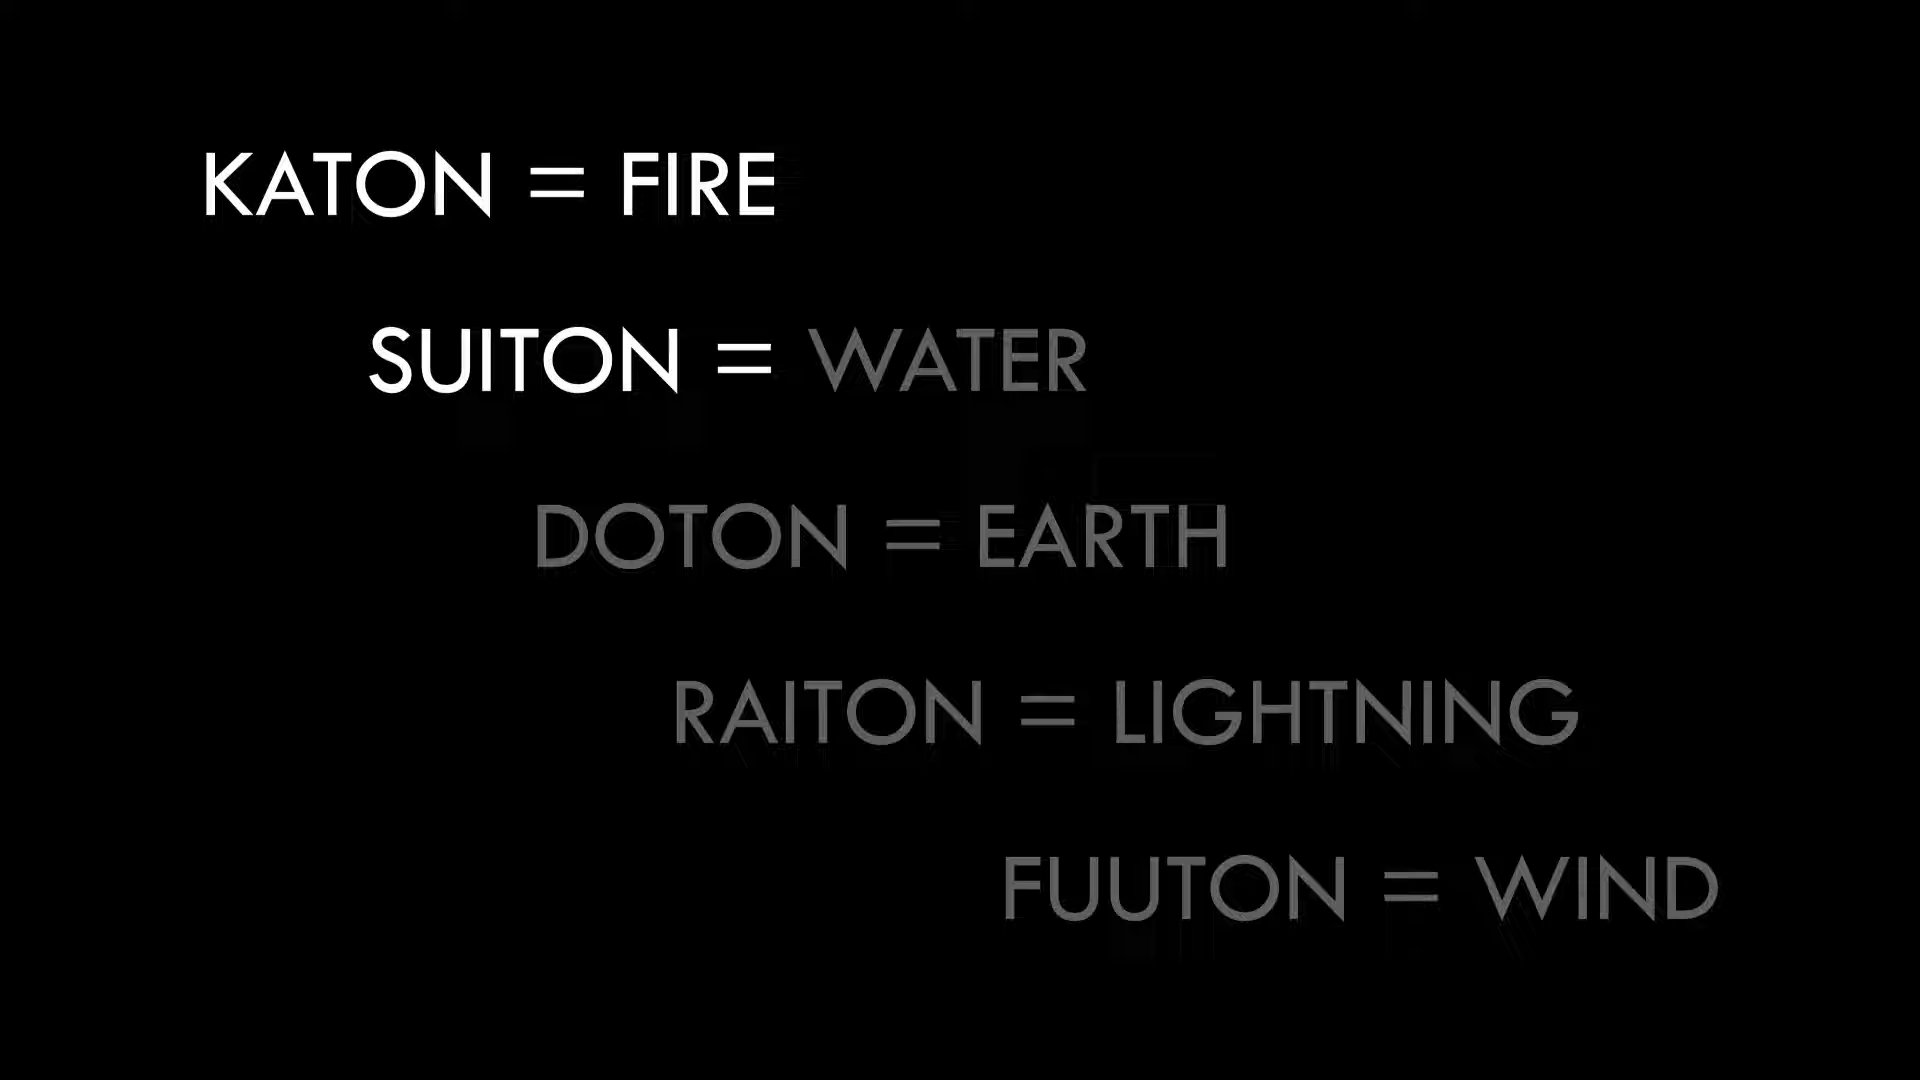 KATON = FIRE
SUITON = WATER
DOTON = EARTH
RAITON = LIGHTNING
FUUTON = WIND